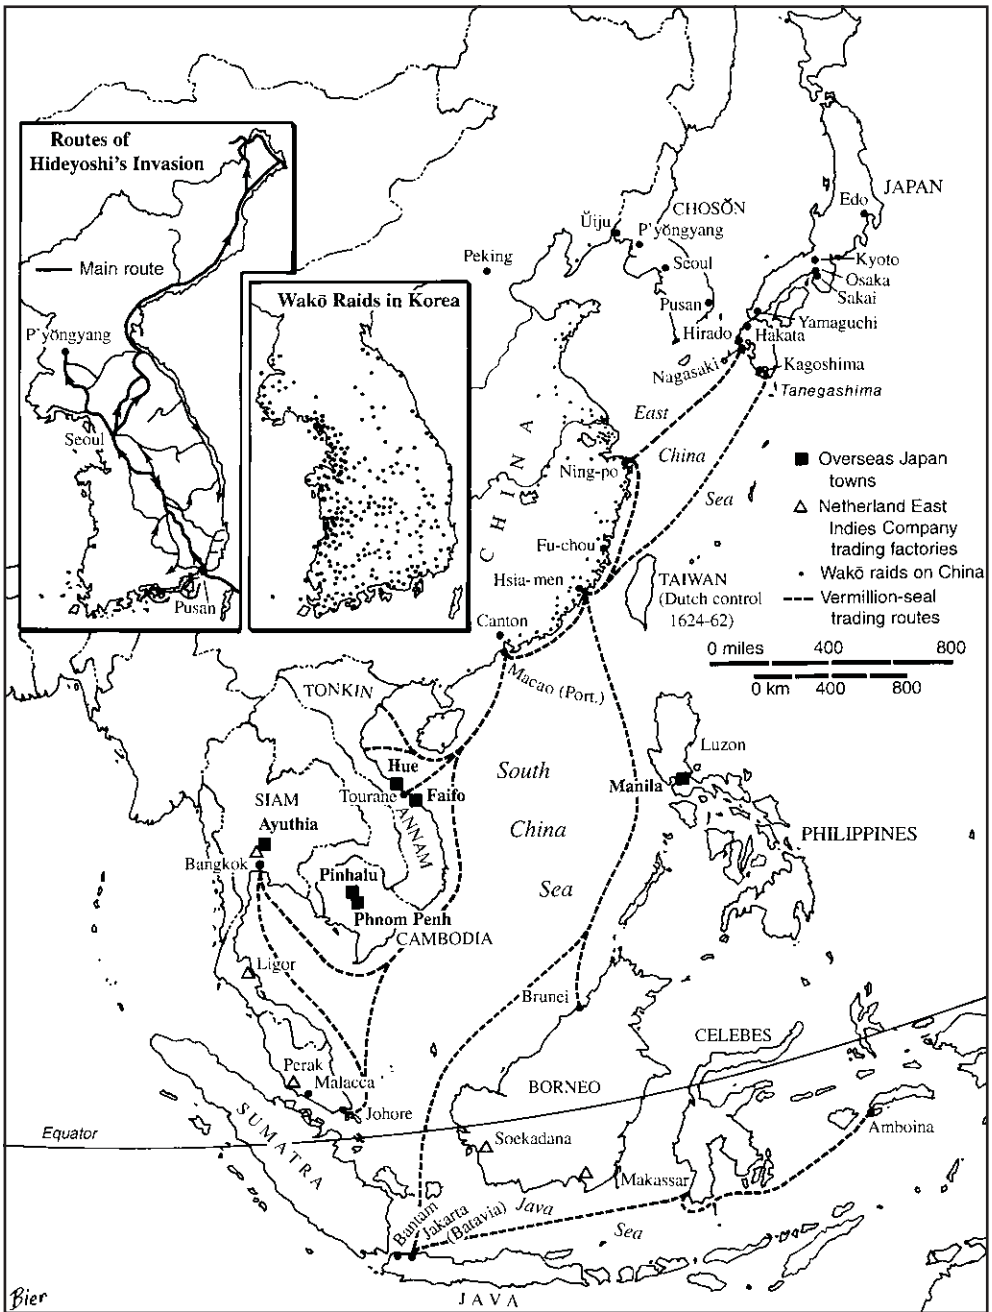 Routes of
Hideyoshi's Invasion
Main route
P'yŏngyang
Seoul
Pusan
Wakō Raids in Korea
Peking
Ŭiju
CHOSŎN
P'yŏngyang
Seoul
Pusan
JAPAN
Edo
Kyoto
Osaka
Sakai
Yamaguchi
Hirado
Hakata
Nagasaki
Kagoshima
Tanegashima
East
China
Sea
CHINA
Ning-po
Fu-chou
Hsia-men
Canton
Macao (Port.)
TAIWAN
(Dutch control
1624-62)
Overseas Japan
towns
Netherland East
Indies Company
trading factories
Wakō raids on China
Vermillion-seal
trading routes
0 miles 400 800
0 km 400 800
TONKIN
Hue
Tourane
Faifo
ANNAM
SIAM
Ayuthia
Bangkok
Pinhalu
Phnom Penh
CAMBODIA
South
China
Sea
Luzon
Manila
PHILIPPINES
Ligor
Perak
Malacca
Johore
SUMATRA
Equator
Brunei
BORNEO
CELEBES
Soekadana
Makassar
Amboina
Bantam
Jakarta
(Batavia)
Java
Sea
JAVA
Bier